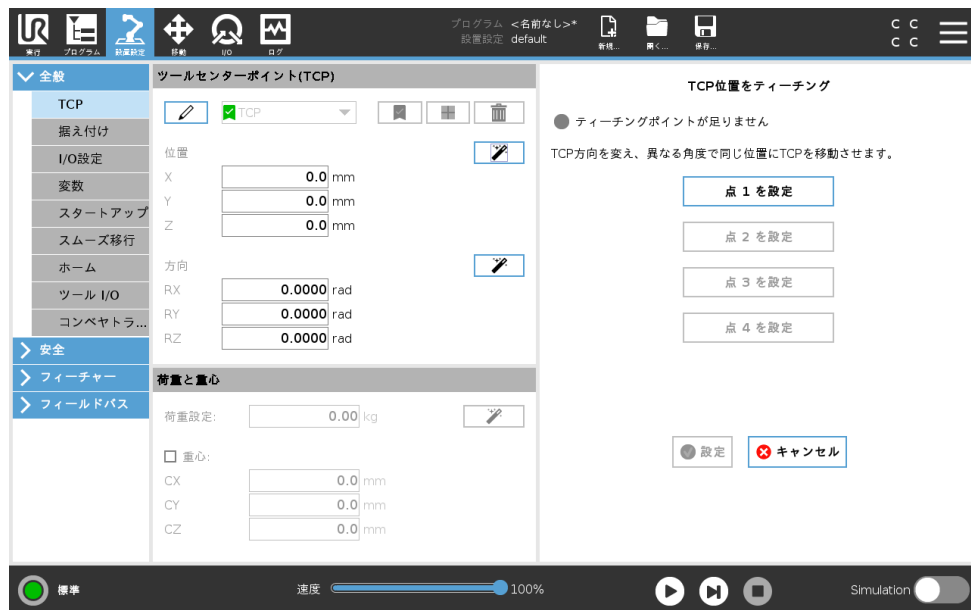 プログラム <名前なし>*
設置設定 default
実行
プログラム
設置設定
移動
I/O
ログ
新規...
開く...
保存...
C C
C C
全般
TCP
据え付け
I/O設定
変数
スタートアップ
スムーズ移行
ホーム
ツール I/O
コンベヤトラ...
安全
フィーチャー
フィールドバス
ツールセンターポイント(TCP)
TCP
位置
X 0.0 mm
Y 0.0 mm
Z 0.0 mm
方向
RX 0.0000 rad
RY 0.0000 rad
RZ 0.0000 rad
荷重と重心
荷重設定: 0.00 kg
重心:
CX 0.0 mm
CY 0.0 mm
CZ 0.0 mm
TCP位置をティーチング
ティーチングポイントが足りません
TCP方向を変え、異なる角度で同じ位置にTCPを移動させます。
点 1 を設定
点 2 を設定
点 3 を設定
点 4 を設定
設定
キャンセル
標準
速度 100%
Simulation